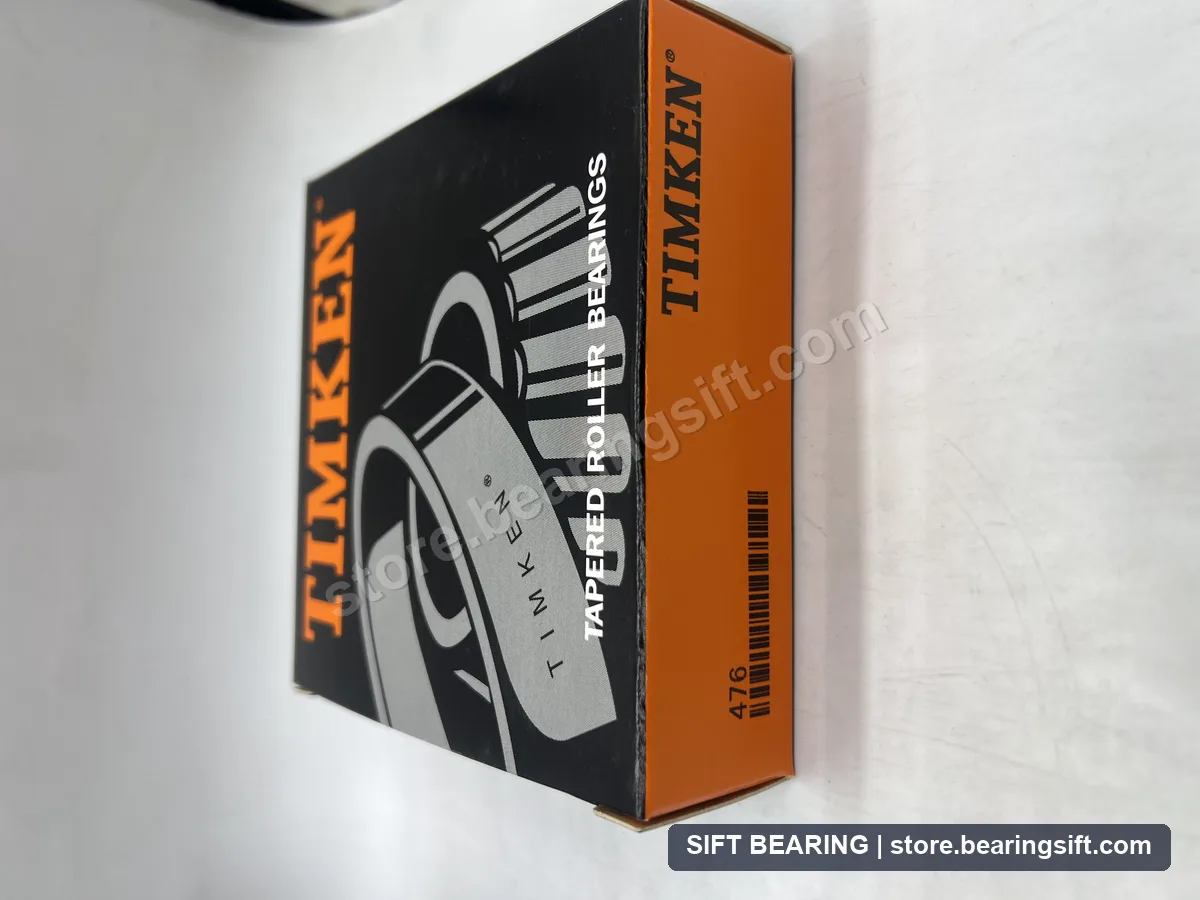 TIMKEN®
TIMKEN®
TAPERED ROLLER BEARINGS
TIMKEN®
476
store.bearingsift.com
SIFT BEARING | store.bearingsift.com